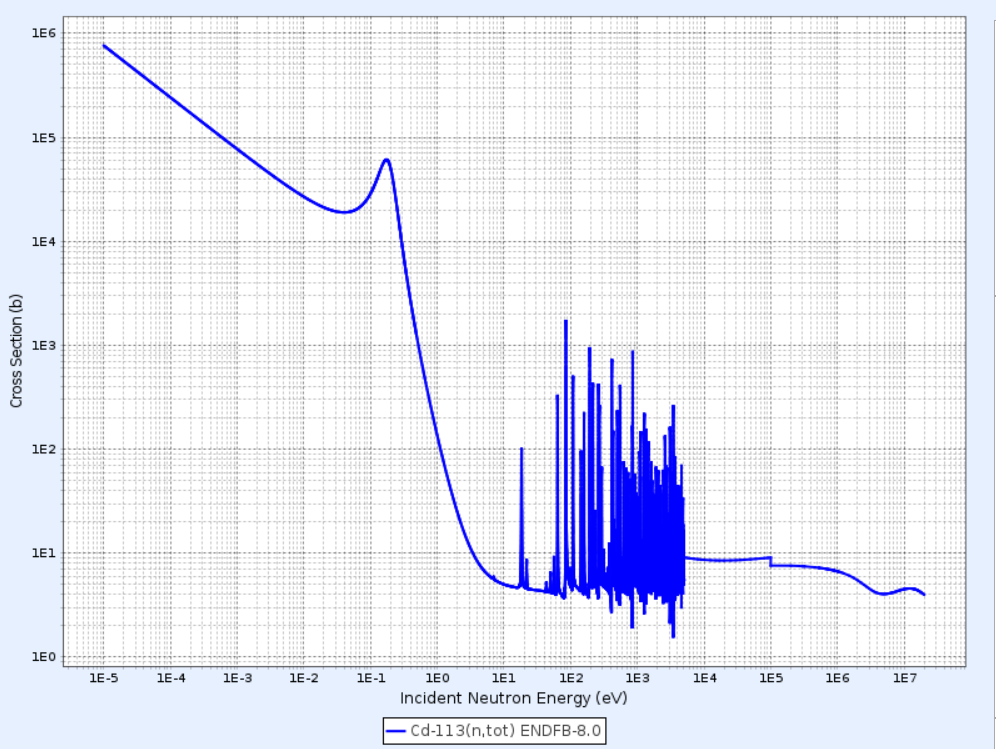 1E6
1E5
1E4
1E3
1E2
1E1
1E0
Cross Section (b)
1E-5 1E-4 1E-3 1E-2 1E-1 1E0 1E1 1E2 1E3 1E4 1E5 1E6 1E7
Incident Neutron Energy (eV)
Cd-113(n,tot) ENDFB-8.0